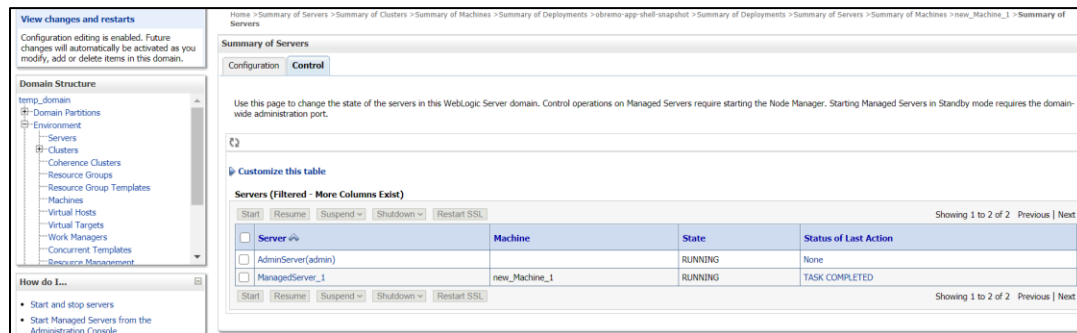 View changes and restarts
Configuration editing is enabled. Future
changes will automatically be activated as you
modify, add or delete items in this domain.
Domain Structure
temp_domain
Domain Partitions
Environment
Servers
Clusters
Coherence Clusters
Resource Groups
Resource Group Templates
Machines
Virtual Hosts
Virtual Targets
Work Managers
Concurrent Templates
Resource Management
How do I...
• Start and stop servers
• Start Managed Servers from the
Administration Console
Home >Summary of Servers >Summary of Clusters >Summary of Machines >Summary of Deployments >obremo-app-shell-snapshot >Summary of Deployments >Summary of Servers >Summary of Machines >new_Machine_1 >Summary of
Servers
Summary of Servers
Configuration Control
Use this page to change the state of the servers in this WebLogic Server domain. Control operations on Managed Servers require starting the Node Manager. Starting Managed Servers in Standby mode requires the domain-
wide administration port.
Customize this table
Servers (Filtered - More Columns Exist)
Start Resume Suspend Shutdown Restart SSL Showing 1 to 2 of 2 Previous | Next
Server Machine State Status of Last Action
AdminServer(admin) RUNNING None
ManagedServer_1 new_Machine_1 RUNNING TASK COMPLETED
Start Resume Suspend Shutdown Restart SSL Showing 1 to 2 of 2 Previous | Next